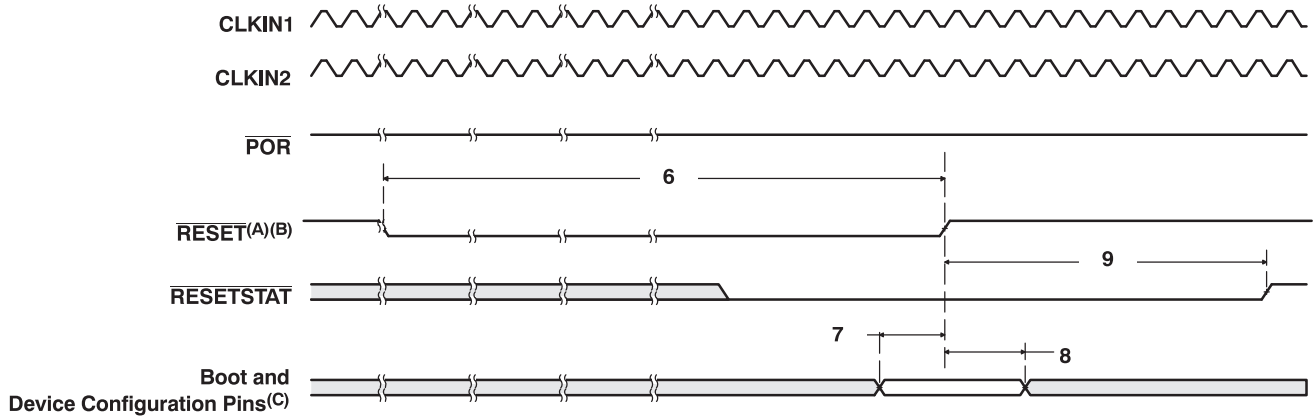 CLKIN1
CLKIN2
POR
6
RESET(A)(B)
9
RESETSTAT
7
8
Boot and
Device Configuration Pins(C)